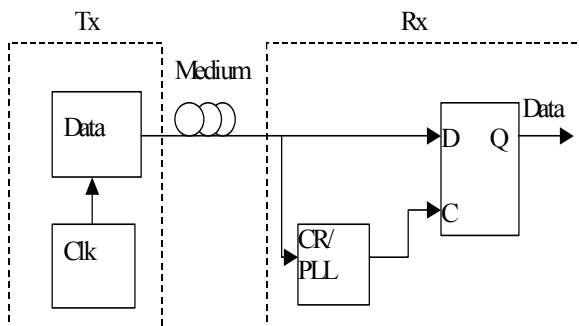 Tx
Rx
Medium
Data
Data
D Q
C
Clk
CR/
PLL